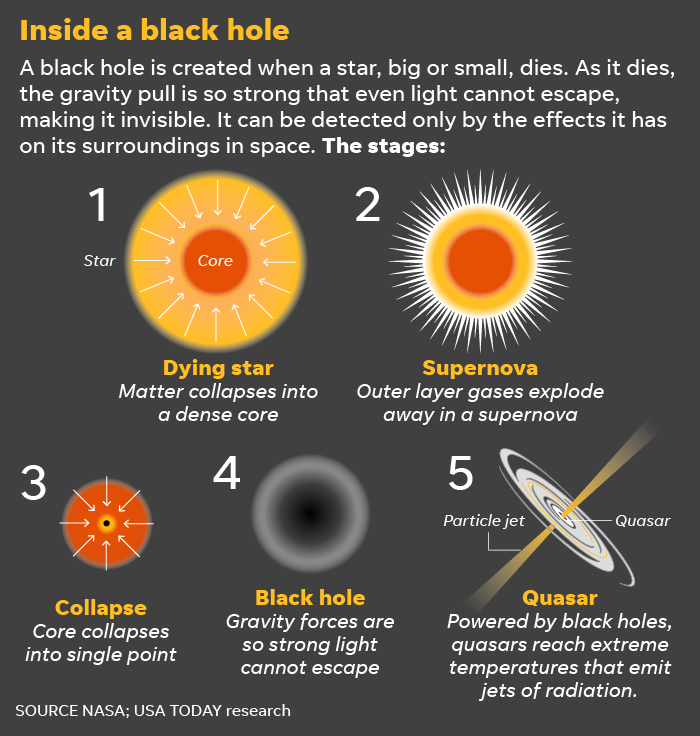 Inside a black hole
A black hole is created when a star, big or small, dies. As it dies,
the gravity pull is so strong that even light cannot escape,
making it invisible. It can be detected only by the effects it has
on its surroundings in space. The stages:
1
Star
Core
Dying star
Matter collapses into
a dense core
2
Supernova
Outer layer gases explode
away in a supernova
3
Collapse
Core collapses
into single point
4
Black hole
Gravity forces are
so strong light
cannot escape
5
Particle jet
Quasar
Quasar
Powered by black holes,
quasars reach extreme
temperatures that emit
jets of radiation.
SOURCE NASA; USA TODAY research